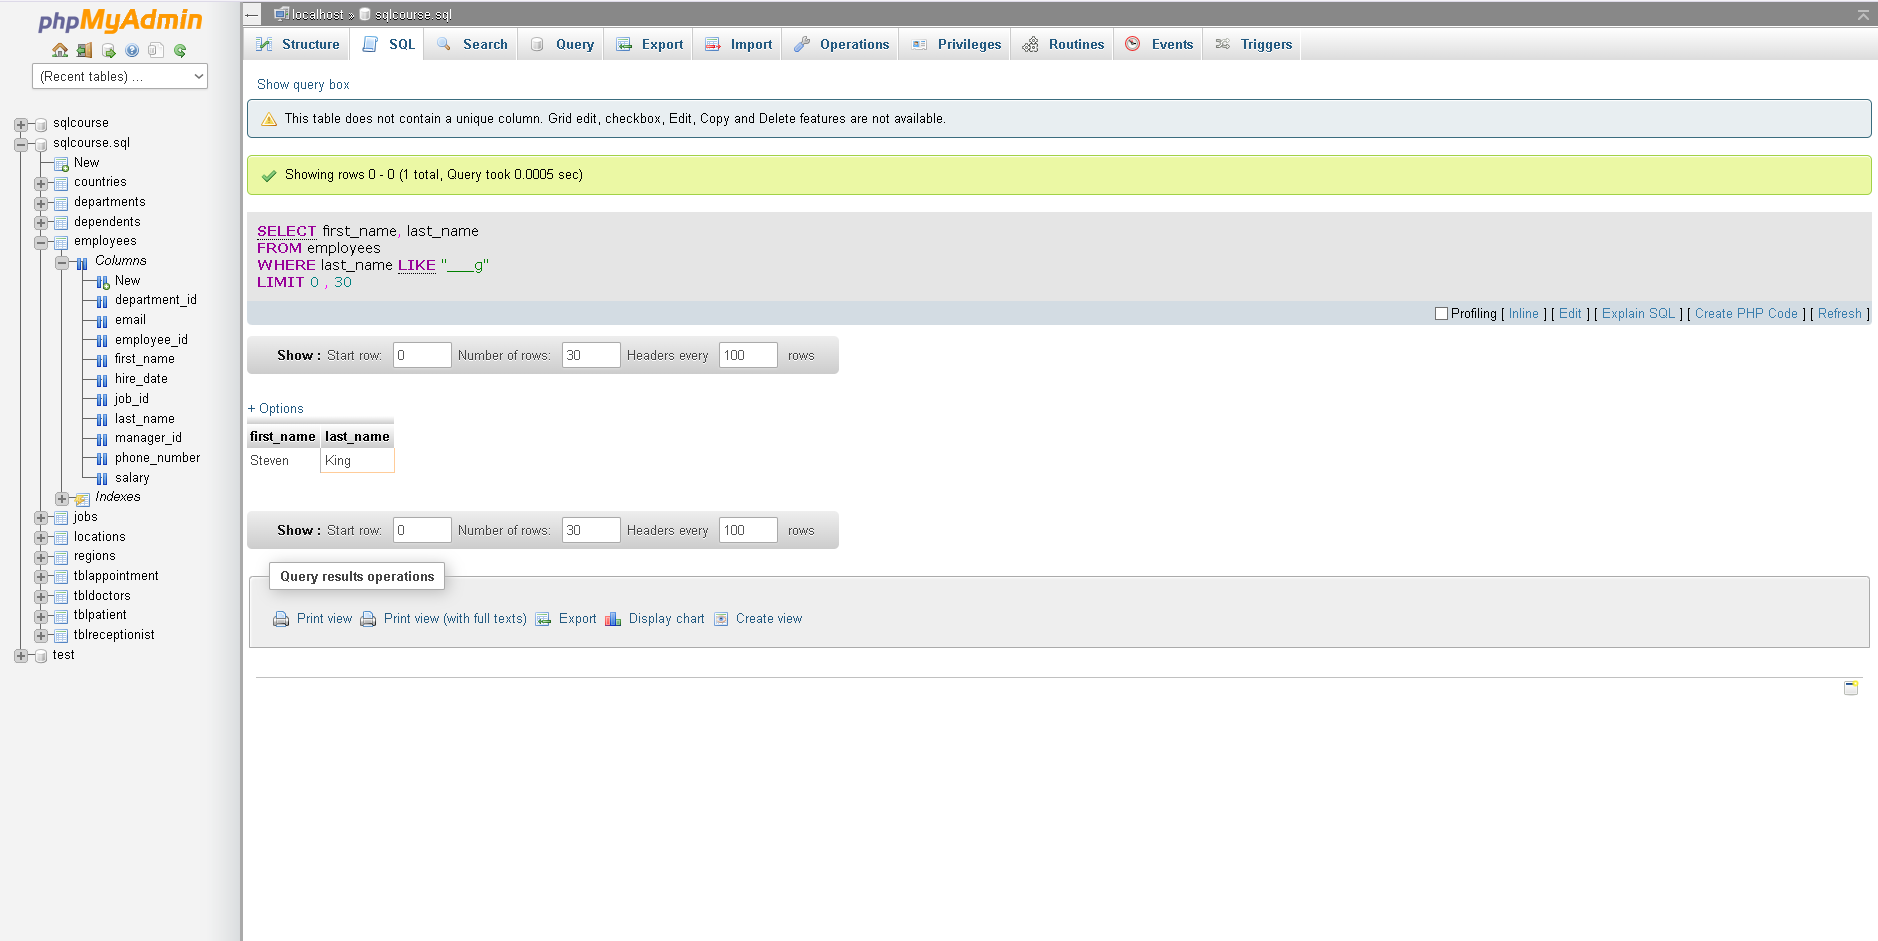 phpMyAdmin
(Recent tables) ...
sqlcourse
sqlcourse.sql
New
countries
departments
dependents
employees
Columns
New
department_id
email
employee_id
first_name
hire_date
job_id
last_name
manager_id
phone_number
salary
Indexes
jobs
locations
regions
tblappointment
tbldoctors
tblpatient
tblreceptionist
test
localhost » sqlcourse.sql
Structure SQL Search Query Export Import Operations Privileges Routines Events Triggers
Show query box
This table does not contain a unique column. Grid edit, checkbox, Edit, Copy and Delete features are not available.
Showing rows 0 - 0 (1 total, Query took 0.0005 sec)
SELECT first_name, last_name
FROM employees
WHERE last_name LIKE "___g"
LIMIT 0 , 30
Profiling [ Inline ] [ Edit ] [ Explain SQL ] [ Create PHP Code ] [ Refresh ]
Show : Start row: 0 Number of rows: 30 Headers every 100 rows
+ Options
first_name last_name
Steven King
Show : Start row: 0 Number of rows: 30 Headers every 100 rows
Query results operations
Print view Print view (with full texts) Export Display chart Create view